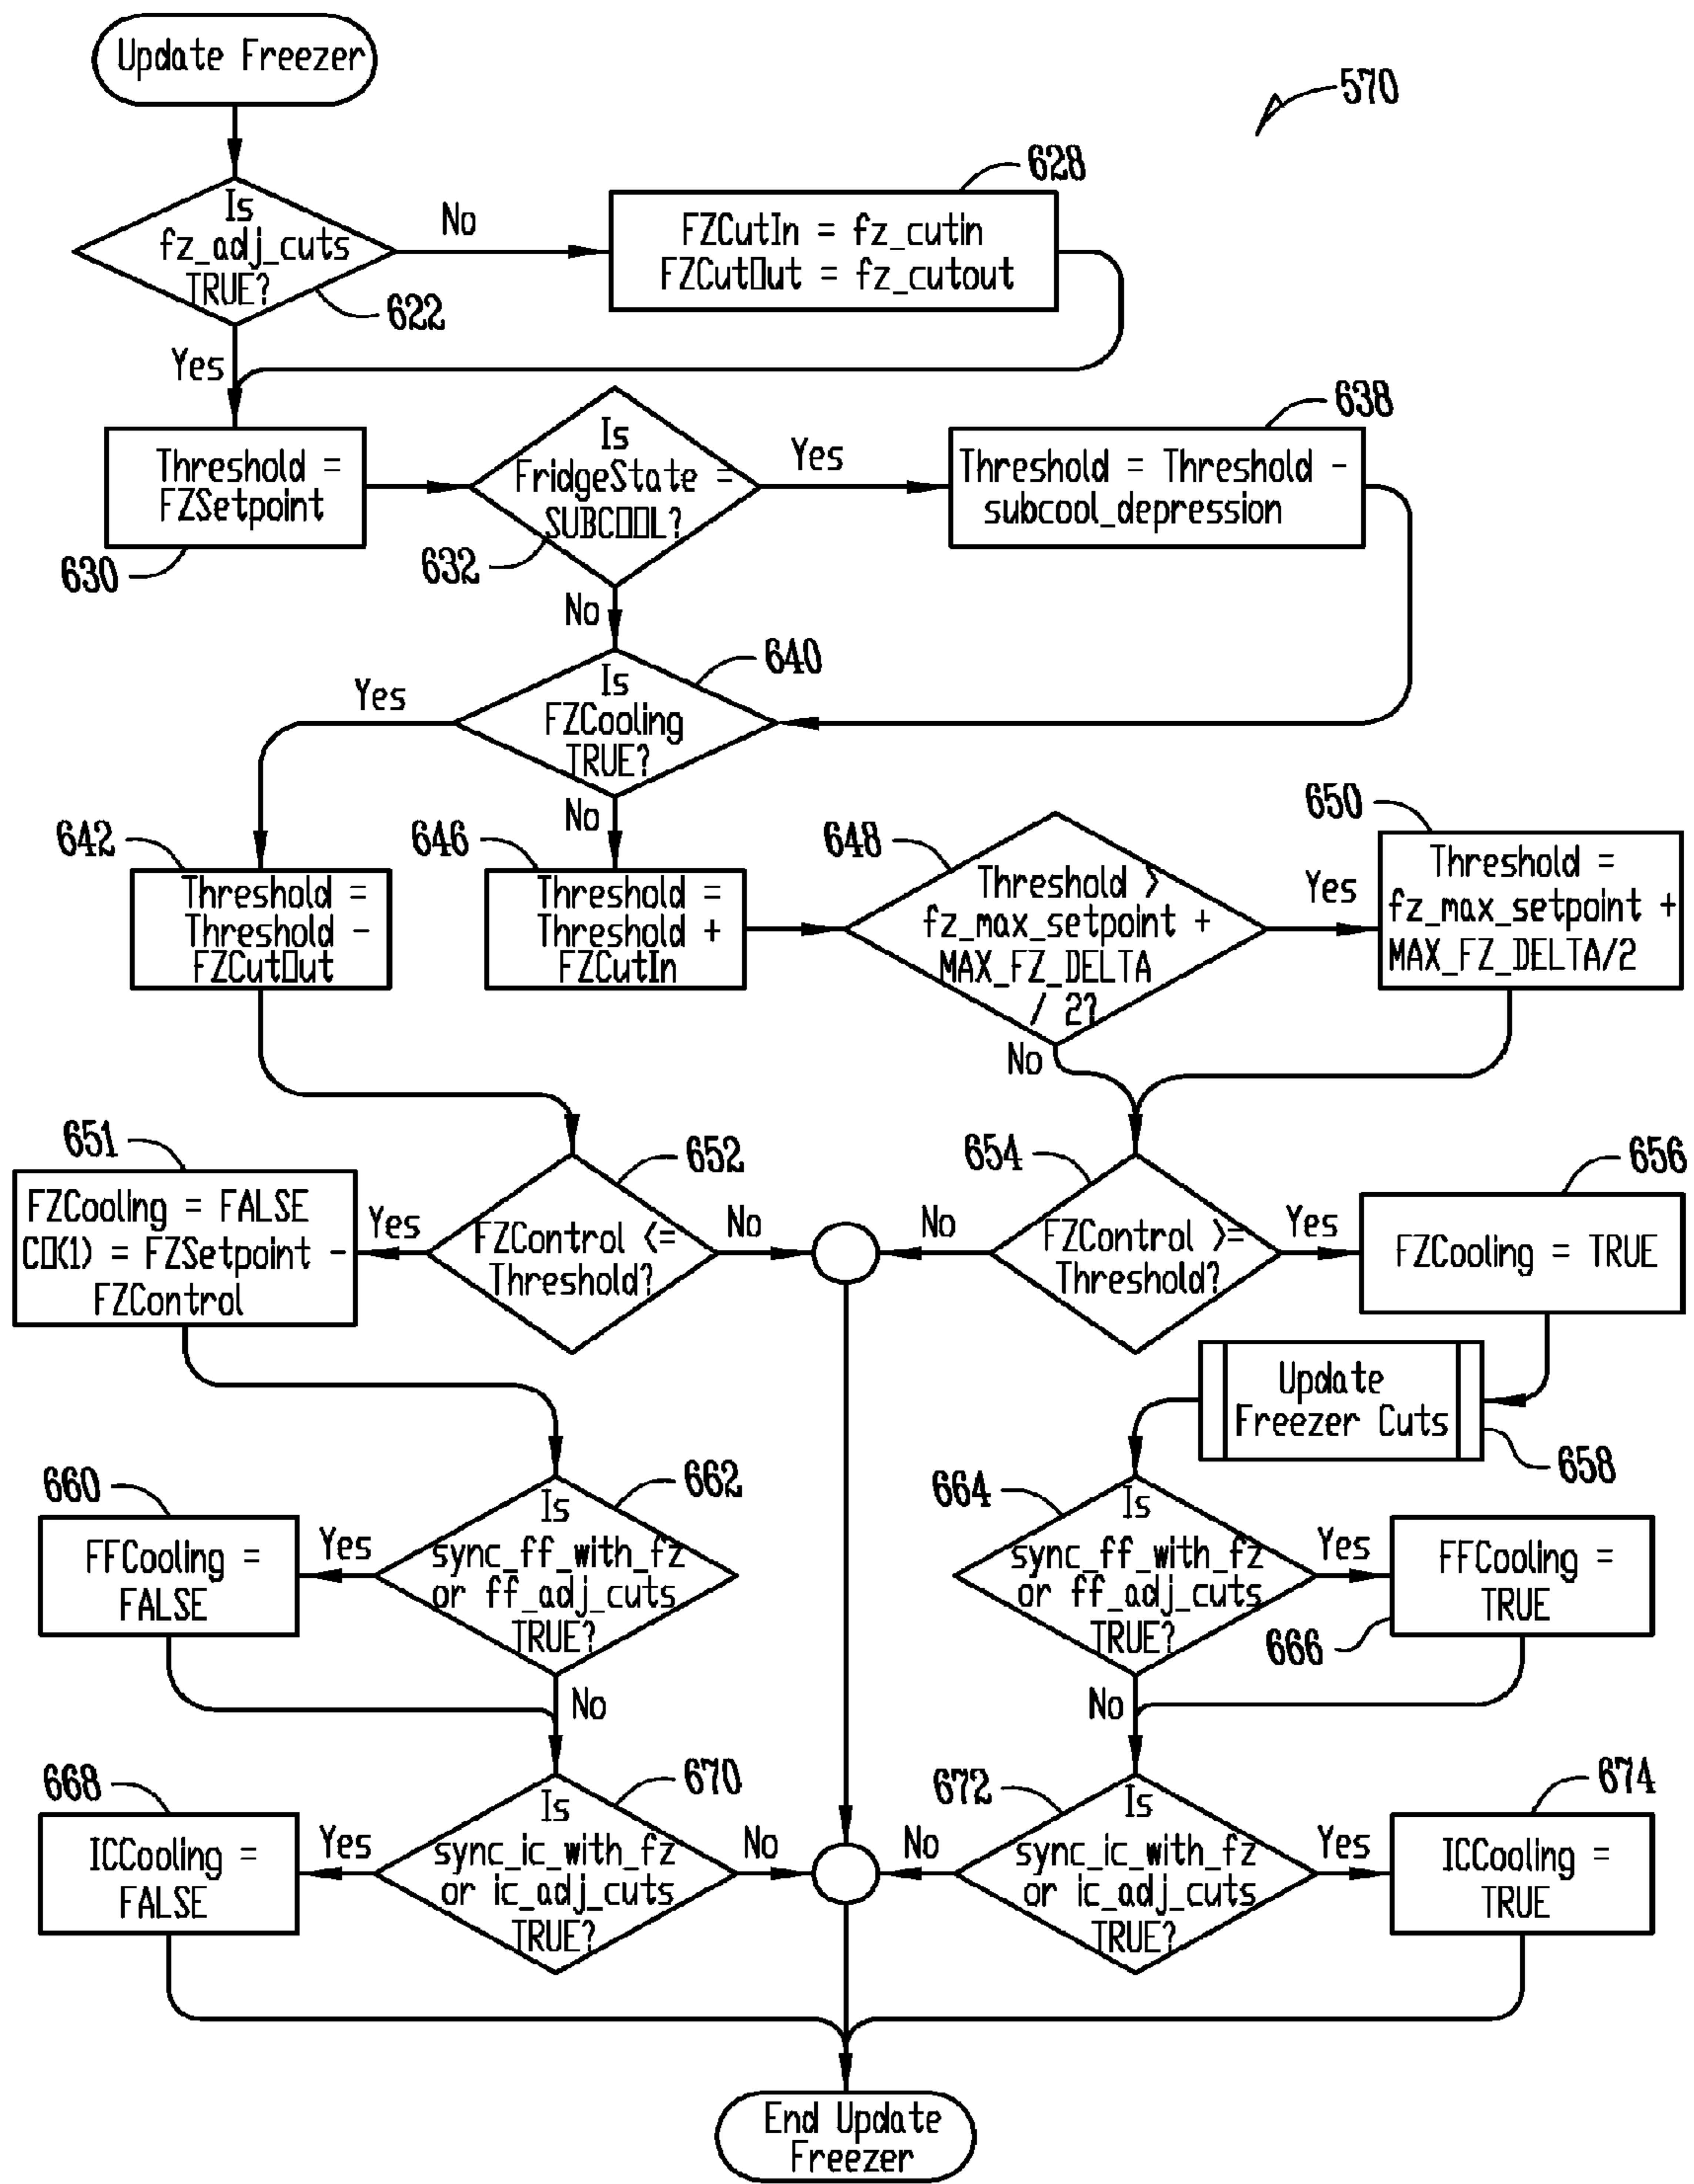 Update Freezer
570
628
Is
fz_adj_cuts
TRUE?
No
FZCutIn = fz_cutin
FZCutOut = fz_cutout
622
Yes
638
Threshold =
FZSetpoint
630
Is
FridgeState =
SUBCOOL?
632
Yes
Threshold = Threshold -
subcool_depression
No
640
Is
FZCooling
TRUE?
Yes
No
642
Threshold =
Threshold -
FZCutOut
646
Threshold =
Threshold +
FZCutIn
648
Threshold >
fz_max_setpoint +
MAX_FZ_DELTA
/ 2?
Yes
650
Threshold =
fz_max_setpoint +
MAX_FZ_DELTA/2
No
651
FZCooling = FALSE
CO(1) = FZSetpoint -
FZControl
Yes
652
FZControl <=
Threshold?
No
654
No
FZControl >=
Threshold?
Yes
656
FZCooling = TRUE
Update
Freezer Cuts
658
660
FFCooling =
FALSE
Yes
662
Is
sync_ff_with_fz
or ff_adj_cuts
TRUE?
No
664
Is
sync_ff_with_fz
or ff_adj_cuts
TRUE?
Yes
FFCooling =
TRUE
666
No
668
ICCooling =
FALSE
Yes
670
Is
sync_ic_with_fz
or ic_adj_cuts
TRUE?
No
672
No
Is
sync_ic_with_fz
or ic_adj_cuts
TRUE?
Yes
674
ICCooling =
TRUE
End Update
Freezer